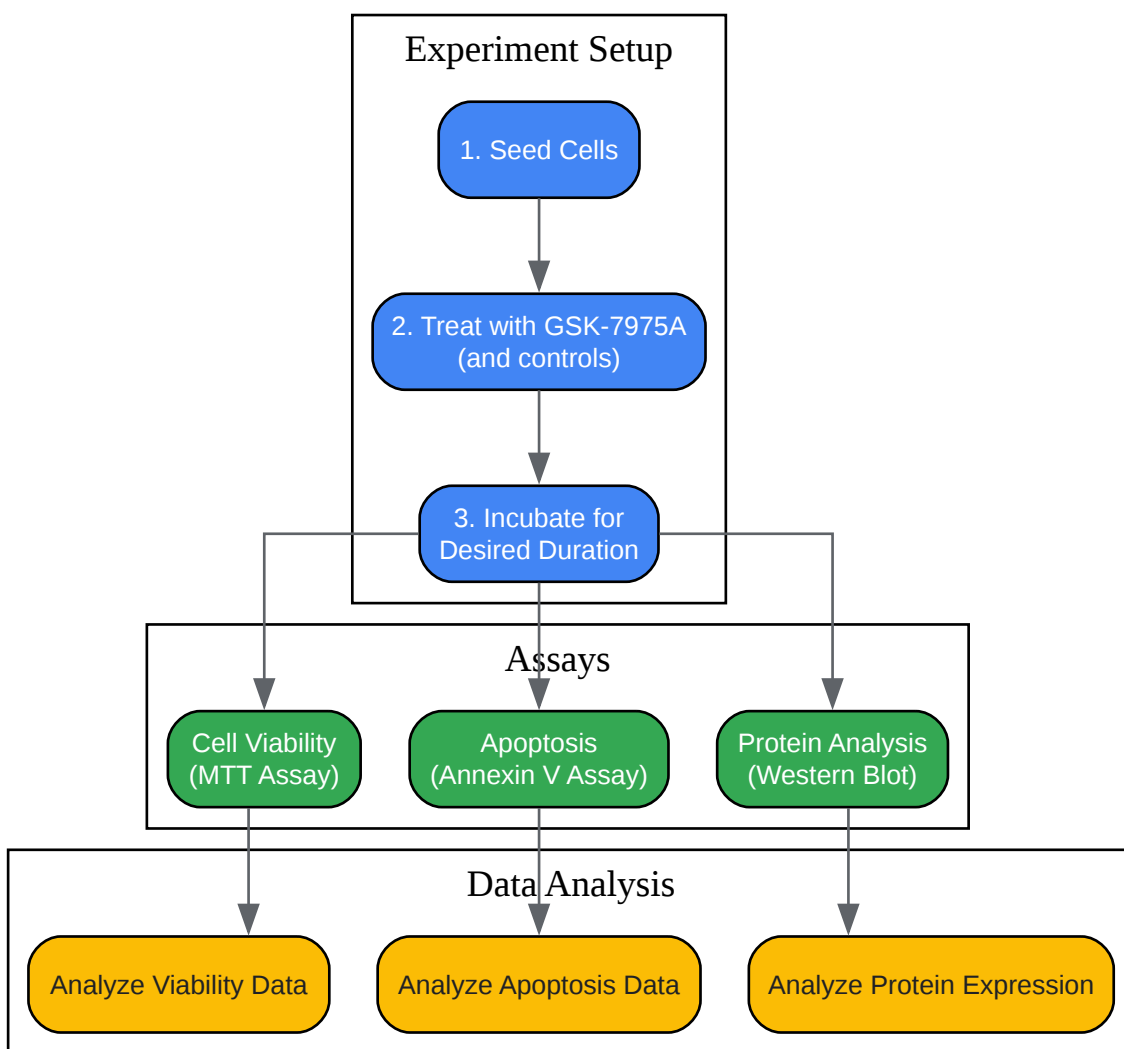 Experiment Setup
1. Seed Cells
2. Treat with GSK-7975A
(and controls)
3. Incubate for
Desired Duration
Assays
Cell Viability
(MTT Assay)
Apoptosis
(Annexin V Assay)
Protein Analysis
(Western Blot)
Data Analysis
Analyze Viability Data
Analyze Apoptosis Data
Analyze Protein Expression